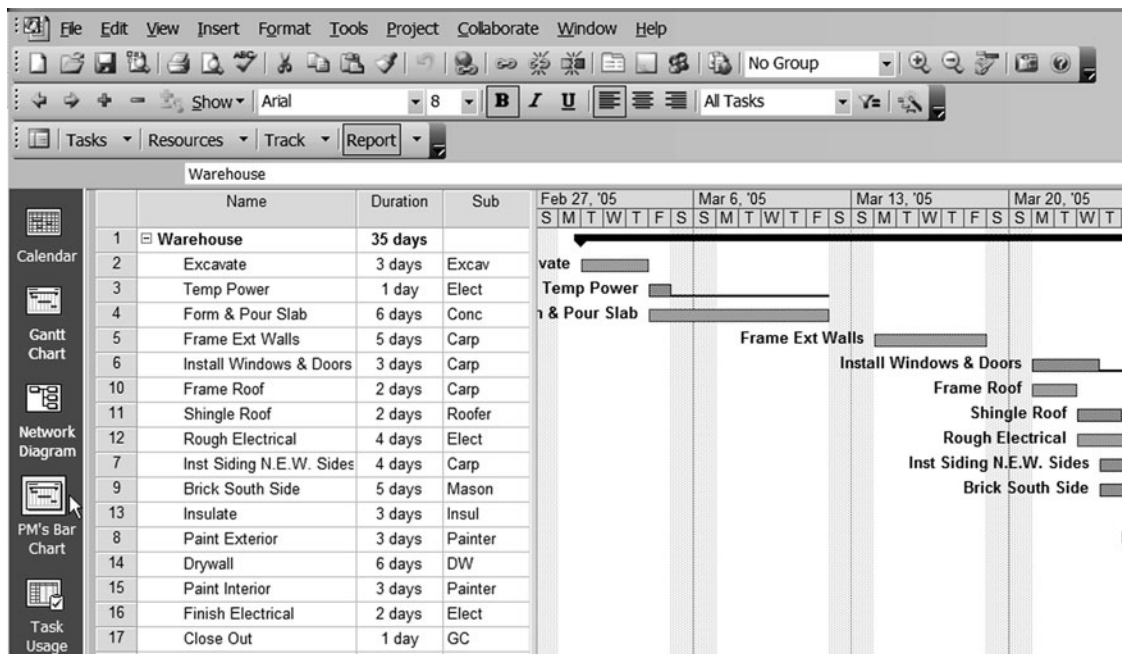 File Edit View Insert Format Tools Project Collaborate Window Help
ABC No Group
Show Arial 8 B I U All Tasks
Tasks Resources Track Report
Warehouse
Name Duration Sub Feb 27, '05 Mar 6, '05 Mar 13, '05 Mar 20, '05
S M T W T F S S M T W T F S S M T W T F S S M T W T
1 Warehouse 35 days
2 Excavate 3 days Excav vate
3 Temp Power 1 day Elect Temp Power
4 Form & Pour Slab 6 days Conc & Pour Slab
5 Frame Ext Walls 5 days Carp Frame Ext Walls
6 Install Windows & Doors 3 days Carp Install Windows & Doors
10 Frame Roof 2 days Carp Frame Roof
11 Shingle Roof 2 days Roofer Shingle Roof
12 Rough Electrical 4 days Elect Rough Electrical
7 Inst Siding N.E.W. Sides 4 days Carp Inst Siding N.E.W. Sides
9 Brick South Side 5 days Mason Brick South Side
13 Insulate 3 days Insul
8 Paint Exterior 3 days Painter
14 Drywall 6 days DW
15 Paint Interior 3 days Painter
16 Finish Electrical 2 days Elect
17 Close Out 1 day GC
Calendar
Gantt
Chart
Network
Diagram
PM's Bar
Chart
Task
Usage